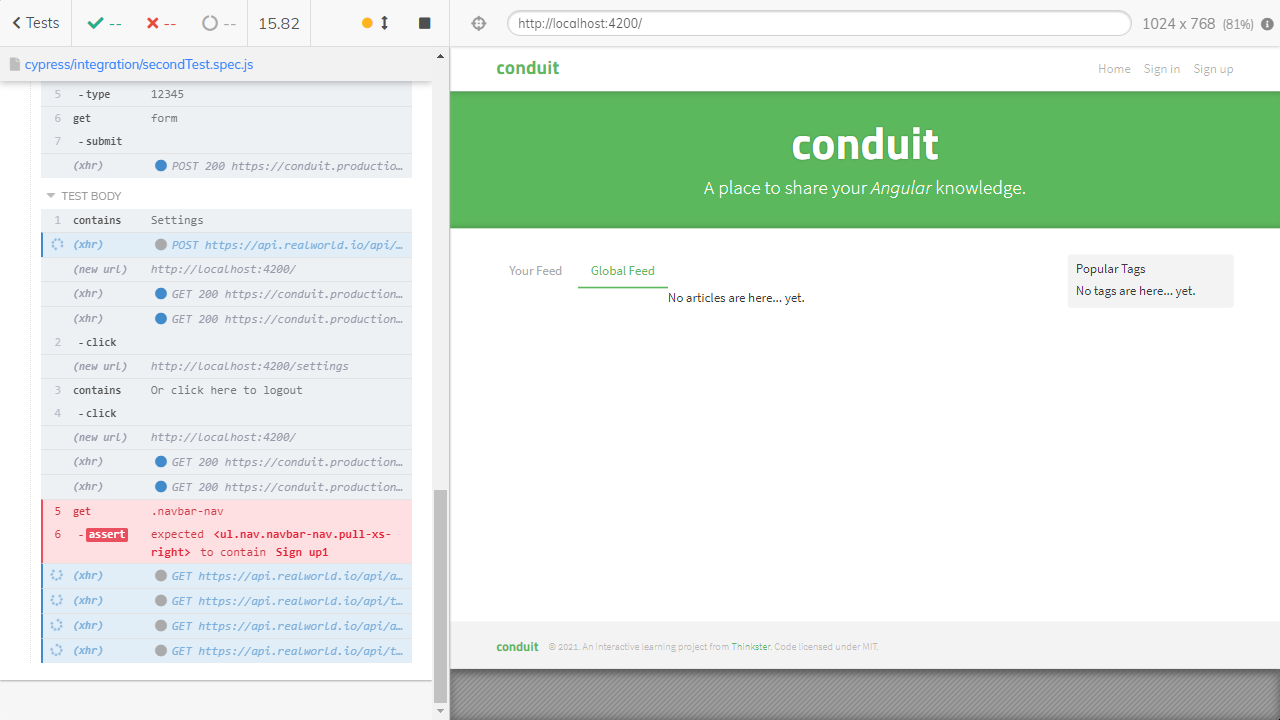 Tests
--
--
--
15.82
cypress/integration/secondTest.spec.js
5 -type 12345
6 get form
7 -submit
(xhr) POST 200 https://conduit.productio…
TEST BODY
1 contains Settings
(xhr) POST https://api.realworld.io/api/…
(new url) http://localhost:4200/
(xhr) GET 200 https://conduit.production…
(xhr) GET 200 https://conduit.production…
2 -click
(new url) http://localhost:4200/settings
3 contains Or click here to logout
4 -click
(new url) http://localhost:4200/
(xhr) GET 200 https://conduit.production…
(xhr) GET 200 https://conduit.production…
5 get .navbar-nav
6 -assert expected <ul.nav.navbar-nav.pull-xs-
right> to contain Sign up1
(xhr) GET https://api.realworld.io/api/a…
(xhr) GET https://api.realworld.io/api/t…
(xhr) GET https://api.realworld.io/api/a…
(xhr) GET https://api.realworld.io/api/t…
http://localhost:4200/
1024 x 768 (81%)
conduit
Home Sign in Sign up
conduit
A place to share your Angular knowledge.
Your Feed Global Feed
No articles are here... yet.
Popular Tags
No tags are here... yet.
conduit © 2021. An interactive learning project from Thinkster. Code licensed under MIT.